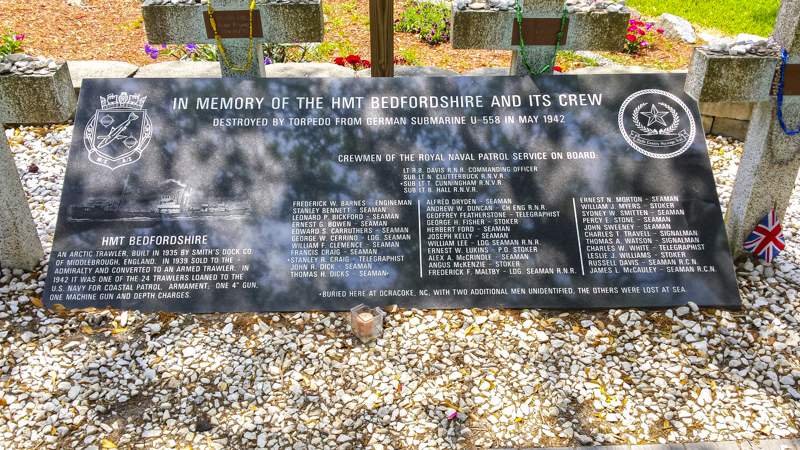 IN MEMORY OF THE HMT BEDFORDSHIRE AND ITS CREW
DESTROYED BY TORPEDO FROM GERMAN SUBMARINE U-558 IN MAY 1942
CREWMEN OF THE ROYAL NAVAL PATROL SERVICE ON BOARD:
LT R.B. DAVIS R.N.R. COMMANDING OFFICER
SUB LT N. CLUTTERBUCK R.N.V.R.
*SUB LT T. CUNNINGHAM R.N.V.R.
SUB LT B. HALL R.N.V.R.
FREDERICK W. BARNES - ENGINEMAN
STANLEY BENNETT - SEAMAN
LEONARD P. BICKFORD - SEAMAN
ERNEST G. BOWEN - SEAMAN
EDWARD S. CARRUTHERS - SEAMAN
GEORGE W. CERRINO - LDG. SEAMAN
WILLIAM F. CLEMENCE - SEAMAN
FRANCIS CRAIG - SEAMAN
*STANLEY R. CRAIG - TELEGRAPHIST
JOHN R. DICK - SEAMAN
THOMAS H. DICKS - SEAMAN
ALFRED DRYDEN - SEAMAN
ANDREW W. DUNCAN - CH ENG R.N.R.
GEOFFREY FEATHERSTONE - TELEGRAPHIST
GEORGE H. FISHER - STOKER
HERBERT FORD - SEAMAN
JOSEPH KELLY - SEAMAN
WILLIAM LEE - LDG SEAMAN R.N.R.
ERNEST W. LUKINS - P.O. STOKER
ALEX A. McCRINDLE - SEAMAN
ANGUS McKENZIE - STOKER
FREDERICK F. MALTBY - LDG. SEAMAN R.N.R.
ERNEST N. MORTON - SEAMAN
WILLIAM J. MYERS - STOKER
SYDNEY W. SMITTEN - SEAMAN
PERCY E. STONE - SEAMAN
JOHN SWEENEY - SEAMAN
CHARLES T. TRAVELL - SIGNALMAN
THOMAS A. WATSON - SIGNALMAN
CHARLES W. WHITE - TELEGRAPHIST
LESLIE J. WILLIAMS - STOKER
RUSSELL DAVIS - SEAMAN R.C.N.
JAMES L. McCAULEY - SEAMAN R.C.N.
HMT BEDFORDSHIRE
AN ARCTIC TRAWLER, BUILT IN 1935 BY SMITH'S DOCK CO
OF MIDDLEBOROUGH, ENGLAND. IN 1939 SOLD TO THE
ADMIRALTY AND CONVERTED TO AN ARMED TRAWLER. IN
1942 IT WAS ONE OF THE 24 TRAWLERS LOANED TO THE
U.S. NAVY FOR COASTAL PATROL. ARMAMENT: ONE 4" GUN,
ONE MACHINE GUN AND DEPTH CHARGES.
*BURIED HERE AT OCRACOKE, NC, WITH TWO ADDITIONAL MEN UNIDENTIFIED, THE OTHERS WERE LOST AT SEA.